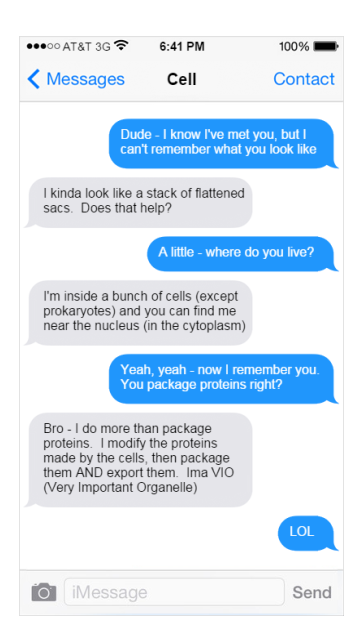 AT&T 3G 6:41 PM 100%
Messages Cell Contact
Dude - I know I've met you, but I
can't remember what you look like
I kinda look like a stack of flattened
sacs.  Does that help?
A little - where do you live?
I'm inside a bunch of cells (except
prokaryotes) and you can find me
near the nucleus (in the cytoplasm)
Yeah, yeah - now I remember you.
You package proteins right?
Bro - I do more than package
proteins.  I modify the proteins
made by the cells, then package
them AND export them.  Ima VIO
(Very Important Organelle)
LOL
iMessage Send